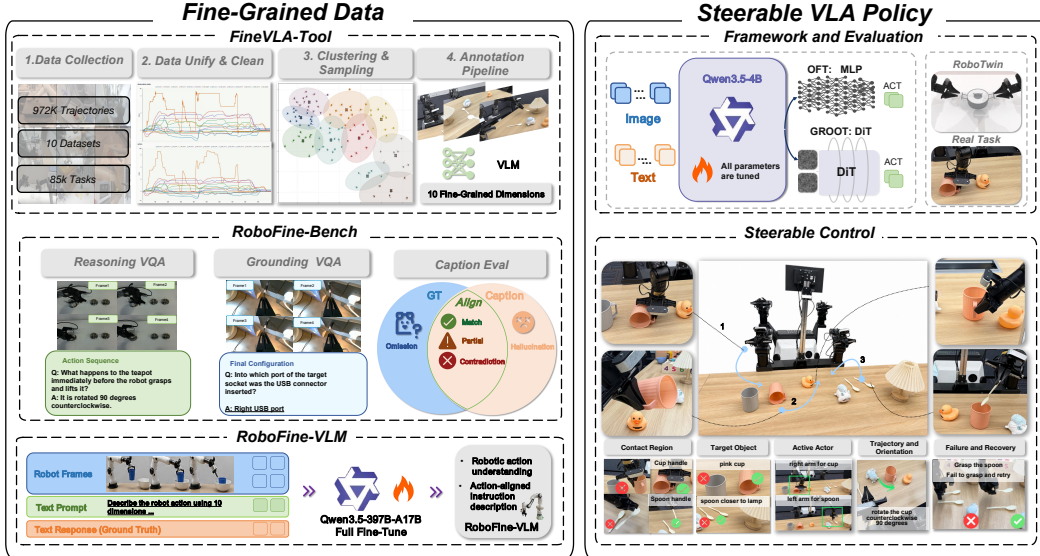 Fine-Grained Data
FineVLA-Tool
1.Data Collection
2. Data Unify & Clean
3. Clustering &
Sampling
4. Annotation
Pipeline
972K Trajectories
10 Datasets
85k Tasks
VLM
10 Fine-Grained Dimensions
RoboFine-Bench
Reasoning VQA
Grounding VQA
Caption Eval
Frame1
Frame1
Action Sequence
Q: What happens to the teapot
immediately before the robot grasps
and lifts it?
A: It is rotated 90 degrees
counterclockwise.
Final Configuration
Q: Into which port of the target
socket was the USB connector
inserted?
A: Right USB port
GT
Caption
Align
Match
Partial
Contradiction
Omission
Hallucination
RoboFine-VLM
Robot Frames
Text Prompt
Describe the robot action using 10
dimensions ...
Text Response (Ground Truth)
Qwen3.5-397B-A17B
Full Fine-Tune
• Robotic action
understanding
• Action-aligned
instruction
description
RoboFine-VLM
Steerable VLA Policy
Framework and Evaluation
Image
Text
Qwen3.5-4B
All parameters
are tuned
OFT: MLP
ACT
GROOT: DiT
DiT
ACT
RoboTwin
Real Task
Steerable Control
1
2
3
Contact Region
Target Object
Active Actor
Trajectory and
Orientation
Failure and Recovery
Cup handle
Spoon handle
pink cup
spoon closer to lamp
right arm for cup
left arm for spoon
rotate the cup
counterclockwise
90 degrees
Grasp the spoon
Fail to grasp and retry